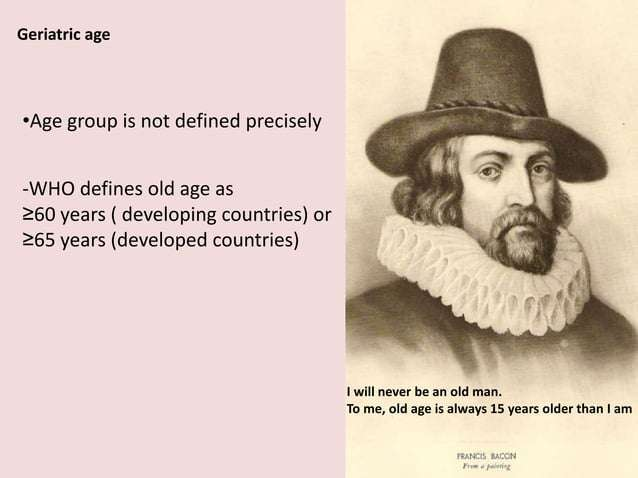 Geriatric age
•Age group is not defined precisely
-WHO defines old age as
≥60 years ( developing countries) or
≥65 years (developed countries)
I will never be an old man.
To me, old age is always 15 years older than I am
FRANCIS BACON
From a painting